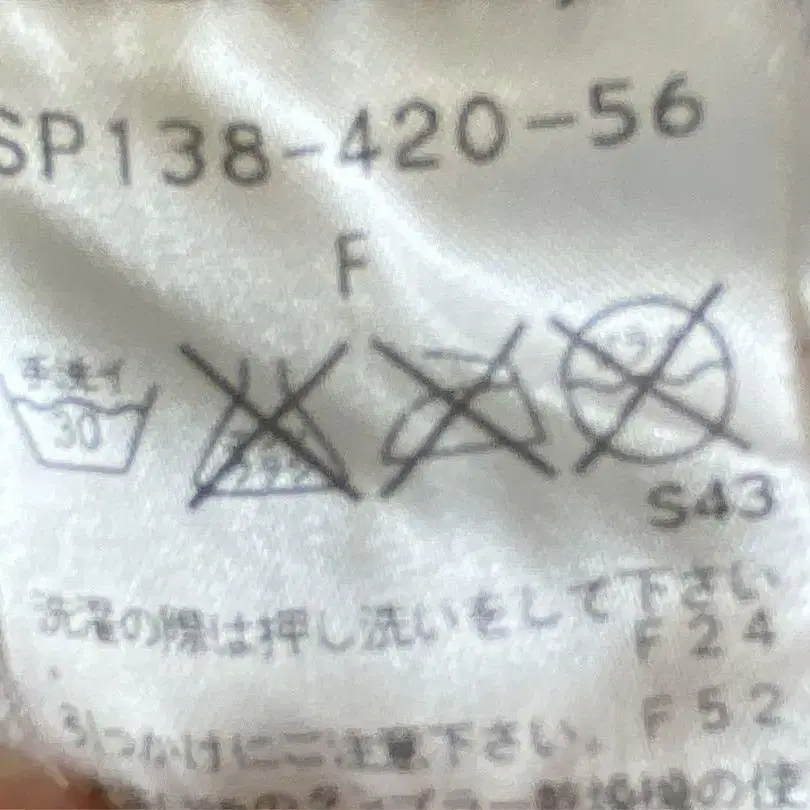 SP138-420-56
F
手洗イ
30
S43
洗濯の際は押し洗いをして下さい
F24
F52
引っかけにご注意下さい。